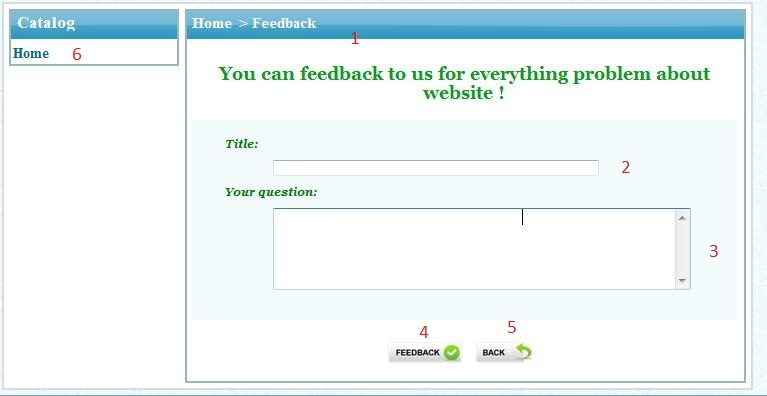 Catalog
Home 6
Home > Feedback
1
You can feedback to us for everything problem about
website !
Title:
2
Your question:
3
4
5
FEEDBACK
BACK